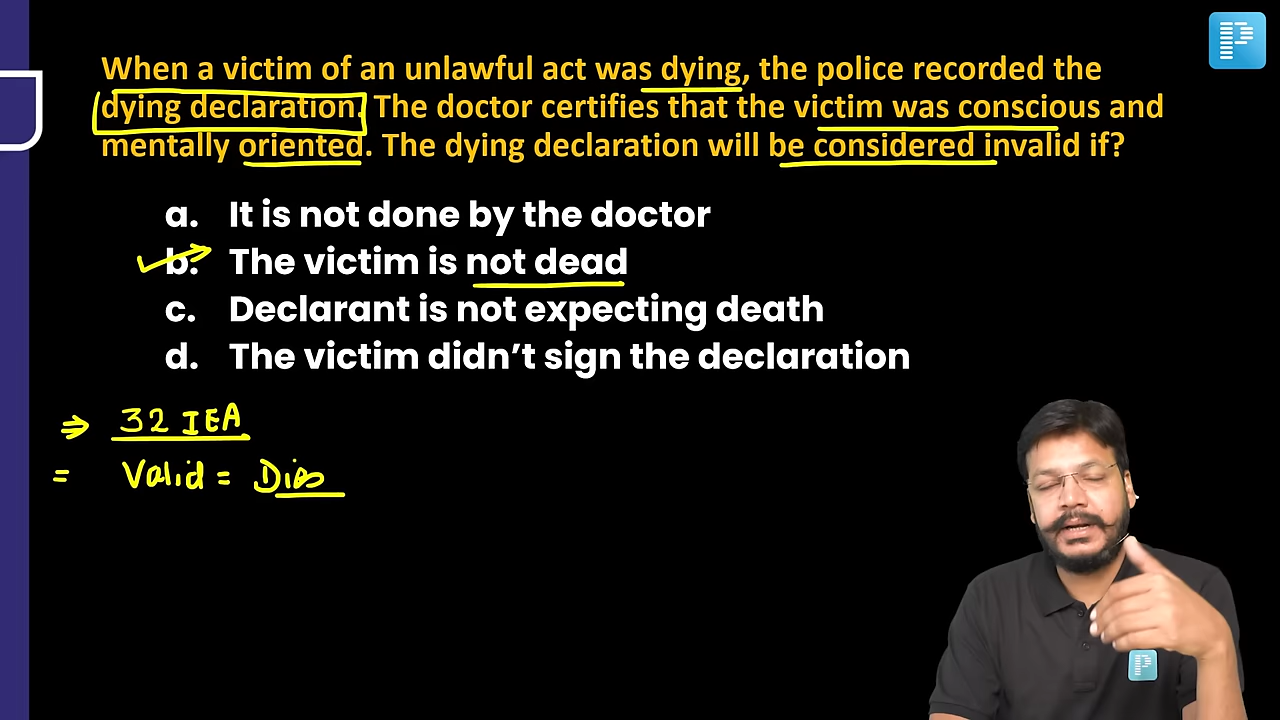 When a victim of an unlawful act was dying, the police recorded the
dying declaration. The doctor certifies that the victim was conscious and
mentally oriented. The dying declaration will be considered invalid if?
a. It is not done by the doctor
b. The victim is not dead
c. Declarant is not expecting death
d. The victim didn’t sign the declaration
⇒ 32 IEA
= Valid = Dies